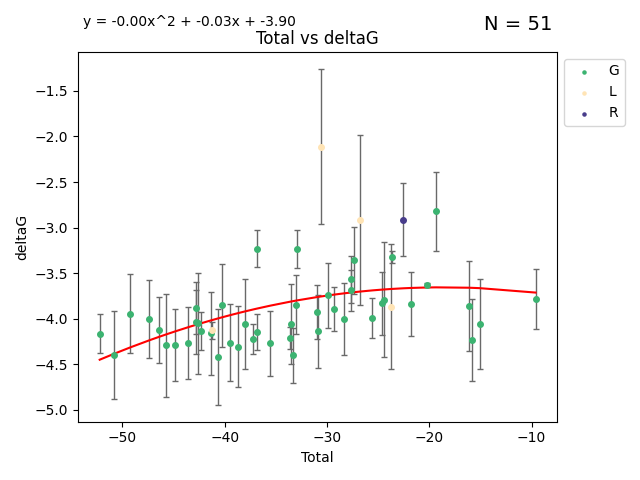 y = -0.00x^2 + -0.03x + -3.90
N = 51
Total vs deltaG
G
L
R
−1.5
−2.0
−2.5
−3.0
−3.5
−4.0
−4.5
−5.0
deltaG
−50
−40
−30
−20
−10
Total